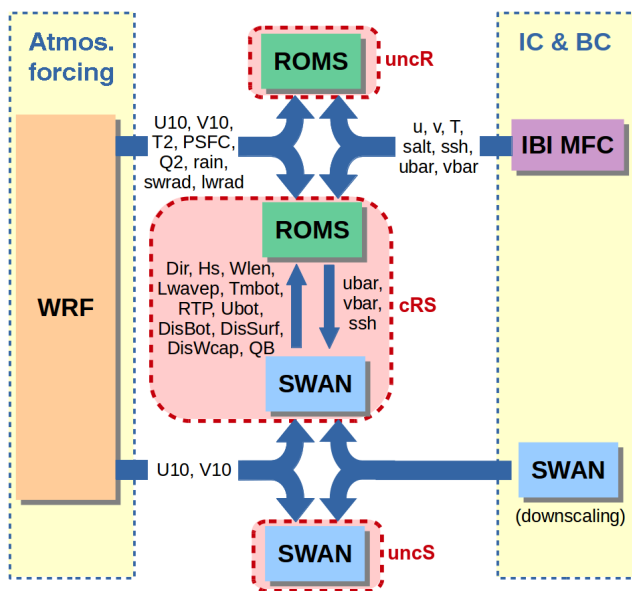 Atmos.
forcing
WRF
ROMS
uncR
IC & BC
U10, V10,
T2, PSFC,
Q2, rain,
swrad, lwrad
u, v, T,
salt, ssh,
ubar, vbar
IBI MFC
ROMS
Dir, Hs, Wlen,
Lwavep, Tmbot,
RTP, Ubot,
DisBot, DisSurf,
DisWcap, QB
ubar,
vbar,
ssh
cRS
SWAN
U10, V10
SWAN
(downscaling)
SWAN
uncS